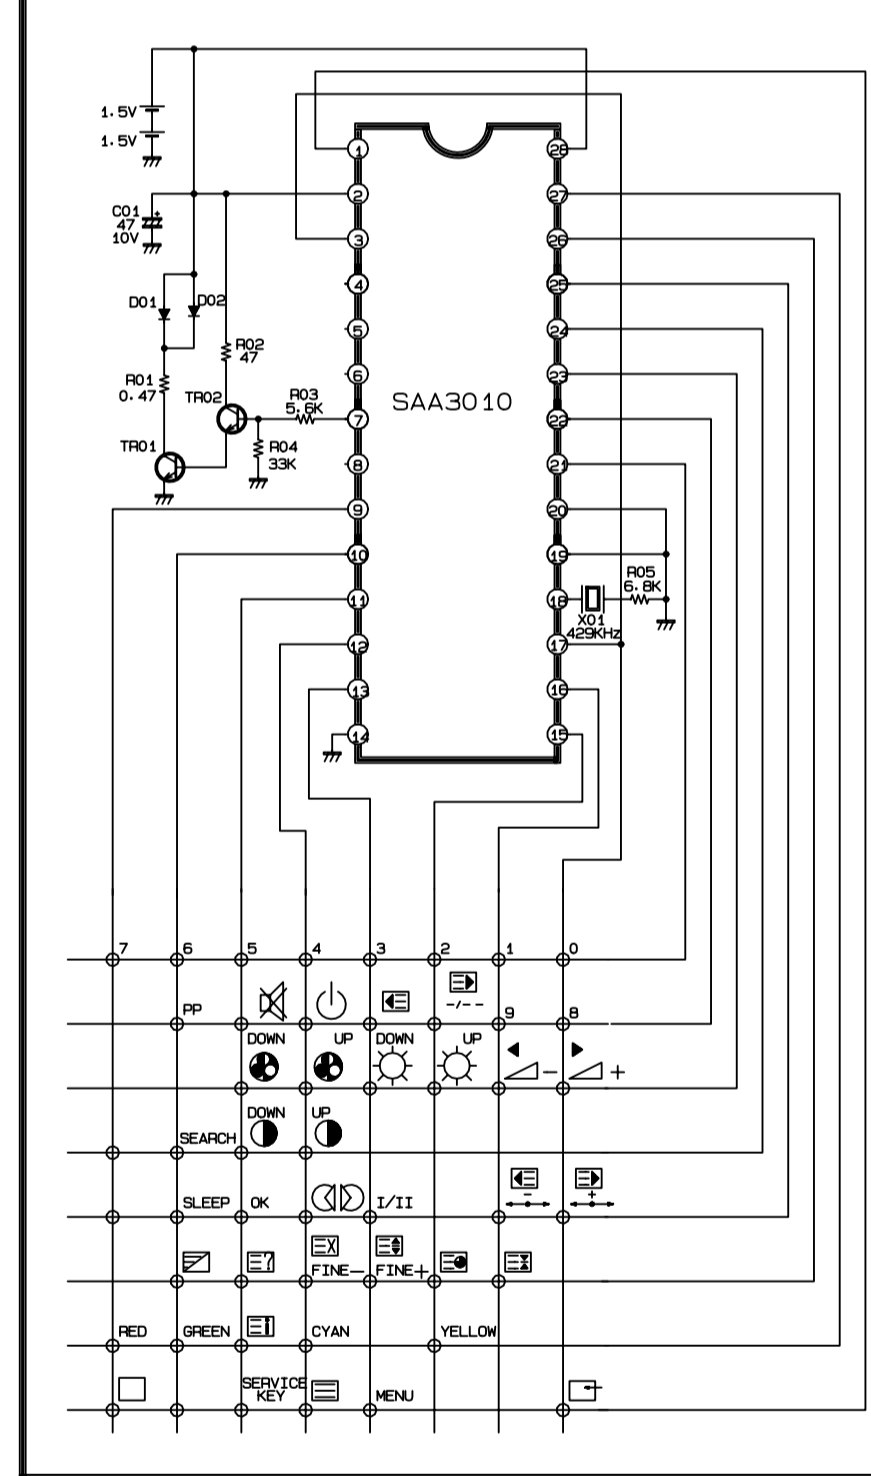 1.5V
1.5V
1
28
2
27
C01
47
10V
3
26
4
25
D01
D02
5
24
R02
47
6
23
R01
0.47
TR02
R03
5.6K
SAA3010
7
22
TR01
R04
33K
8
21
9
20
10
19
R05
6.8K
11
18
X01
429KHz
12
17
13
16
14
15
7
6
5
4
3
2
1
0
PP
-/--
9
8
DOWN
UP
DOWN
UP
-
+
DOWN
UP
SEARCH
-
+
SLEEP
OK
I/II
X
?
FINE-
FINE+
i
RED
GREEN
CYAN
YELLOW
SERVICE
KEY
MENU